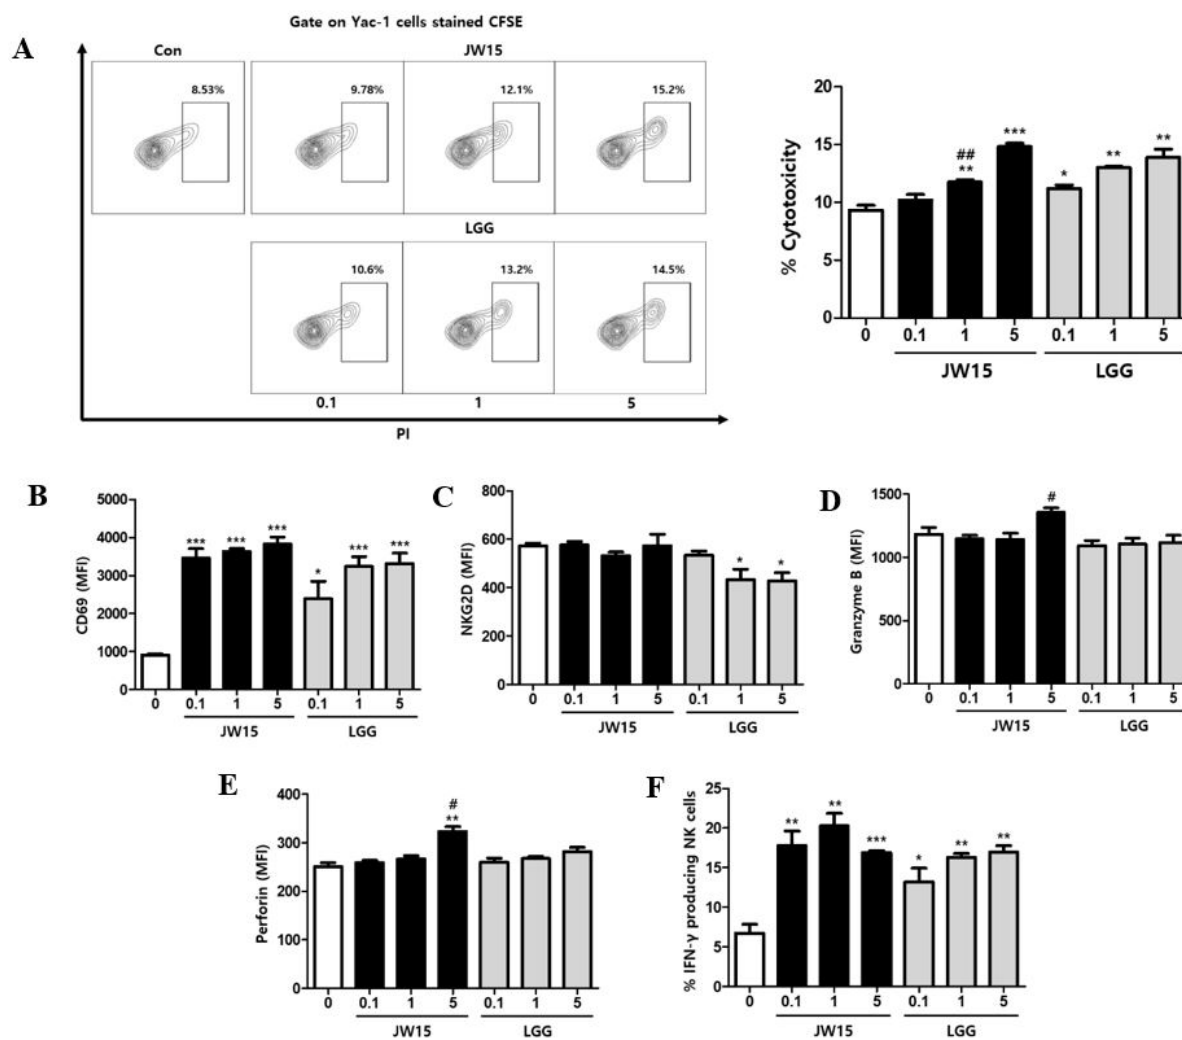 Gate on Yac-1 cells stained CFSE
A
Con
JW15
8.53%
9.78%
12.1%
15.2%
LGG
10.6%
13.2%
14.5%
0.1 1 5
PI
% Cytotoxicity
20
15
10
5
0
##
**
***
*
**
**
0 0.1 1 5 0.1 1 5
JW15 LGG
B
CD69 (MFI)
5000
4000
3000
2000
1000
0
*** *** *** * *** ***
0 0.1 1 5 0.1 1 5
JW15 LGG
C
NKG2D (MFI)
800
600
400
200
0
* *
0 0.1 1 5 0.1 1 5
JW15 LGG
D
Granzyme B (MFI)
1500
1000
500
0
#
0 0.1 1 5 0.1 1 5
JW15 LGG
E
Perforin (MFI)
400
300
200
100
0
#
**
0 0.1 1 5 0.1 1 5
JW15 LGG
F
% IFN-γ producing NK cells
25
20
15
10
5
0
** ** *** * ** **
0 0.1 1 5 0.1 1 5
JW15 LGG